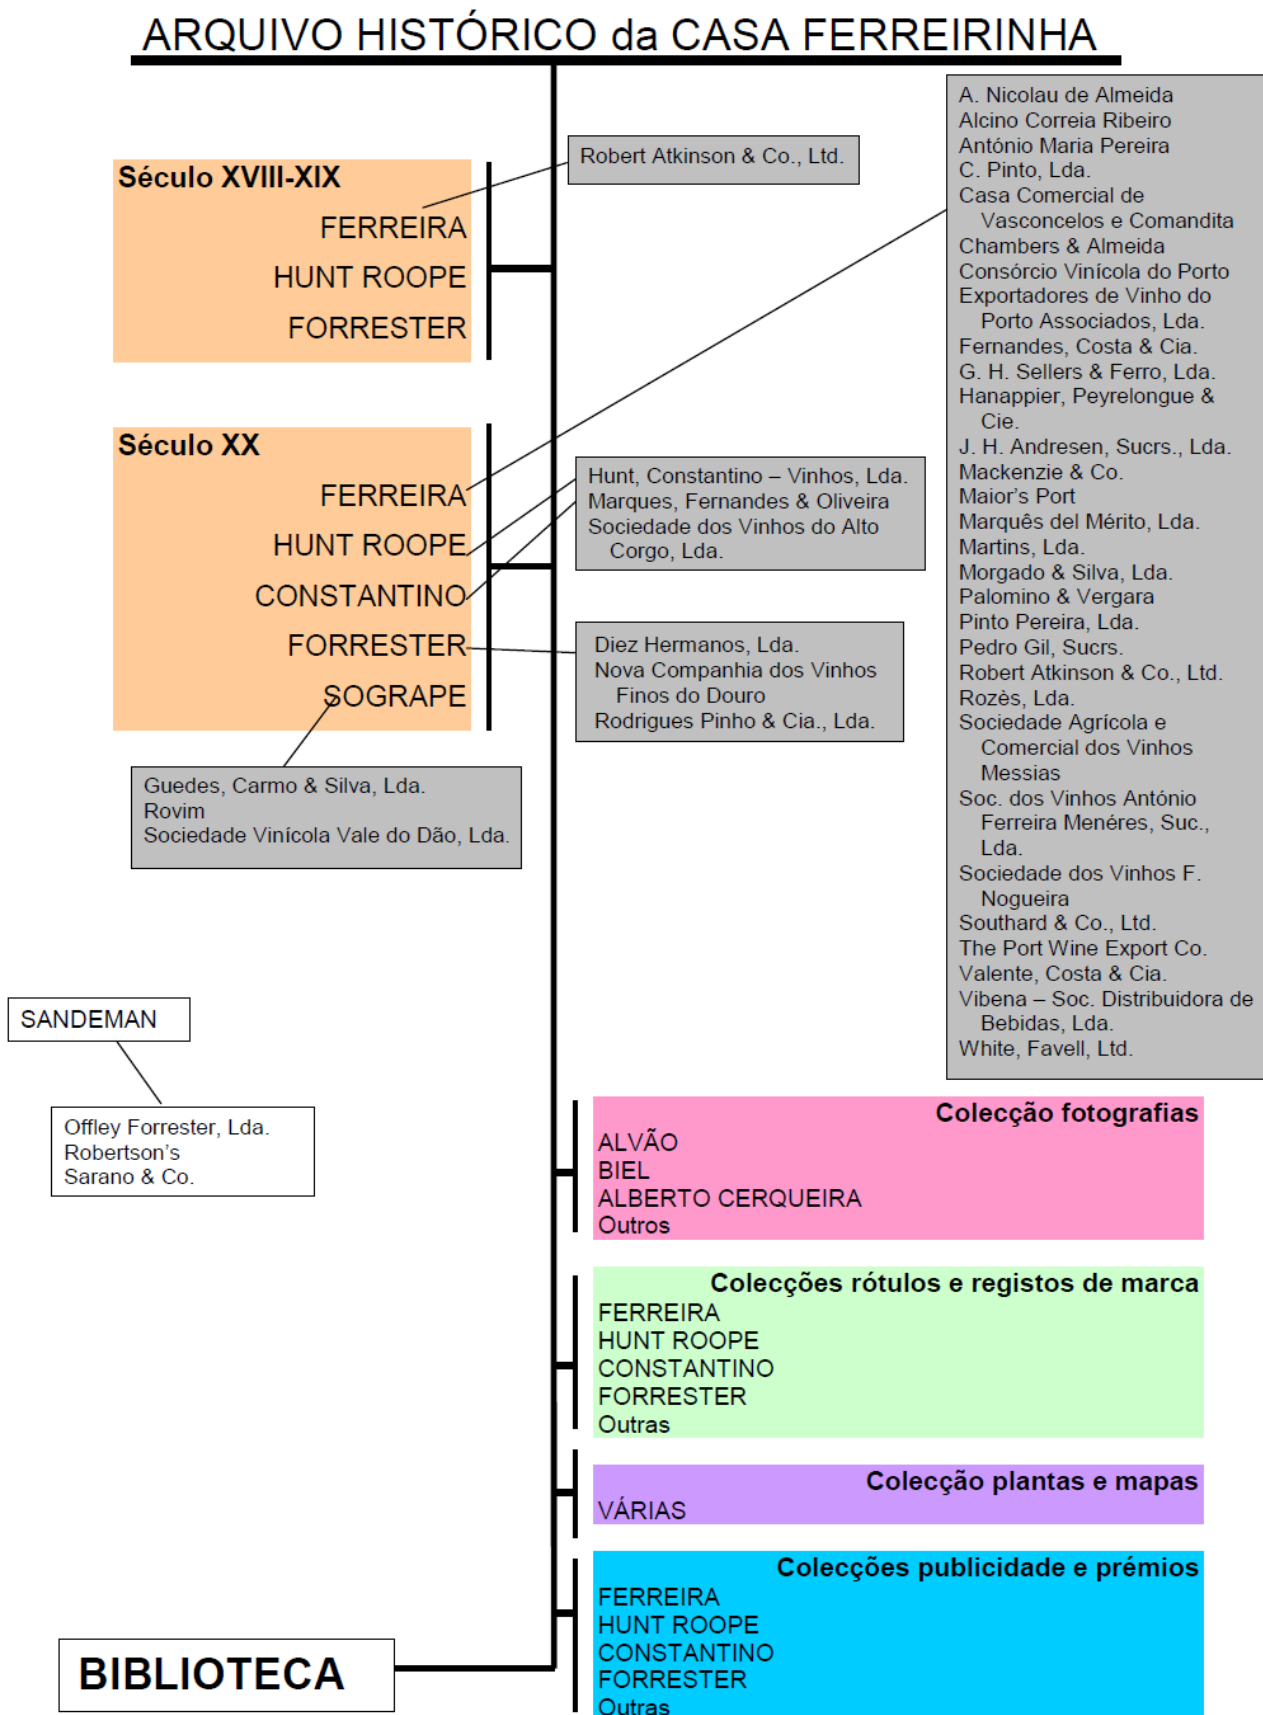 ARQUIVO HISTÓRICO da CASA FERREIRINHA
Século XVIII-XIX
FERREIRA
HUNT ROOPE
FORRESTER
Robert Atkinson & Co., Ltd.
A. Nicolau de Almeida
Alcino Correia Ribeiro
António Maria Pereira
C. Pinto, Lda.
Casa Comercial de
Vasconcelos e Comandita
Chambers & Almeida
Consórcio Vinícola do Porto
Exportadores de Vinho do
Porto Associados, Lda.
Fernandes, Costa & Cia.
G. H. Sellers & Ferro, Lda.
Hanappier, Peyrelongue &
Cie.
J. H. Andresen, Sucrs., Lda.
Mackenzie & Co.
Maior's Port
Marquês del Mérito, Lda.
Martins, Lda.
Morgado & Silva, Lda.
Palomino & Vergara
Pinto Pereira, Lda.
Pedro Gil, Sucrs.
Robert Atkinson & Co., Ltd.
Rozès, Lda.
Sociedade Agrícola e
Comercial dos Vinhos
Messias
Soc. dos Vinhos António
Ferreira Menéres, Suc.,
Lda.
Sociedade dos Vinhos F.
Nogueira
Southard & Co., Ltd.
The Port Wine Export Co.
Valente, Costa & Cia.
Vibena – Soc. Distribuidora de
Bebidas, Lda.
White, Favell, Ltd.
Século XX
FERREIRA
HUNT ROOPE
CONSTANTINO
FORRESTER
SOGRAPE
Hunt, Constantino – Vinhos, Lda.
Marques, Fernandes & Oliveira
Sociedade dos Vinhos do Alto
Corgo, Lda.
Diez Hermanos, Lda.
Nova Companhia dos Vinhos
Finos do Douro
Rodrigues Pinho & Cia., Lda.
Guedes, Carmo & Silva, Lda.
Rovim
Sociedade Vinícola Vale do Dão, Lda.
SANDEMAN
Offley Forrester, Lda.
Robertson's
Sarano & Co.
Colecção fotografias
ALVÃO
BIEL
ALBERTO CERQUEIRA
Outros
Colecções rótulos e registos de marca
FERREIRA
HUNT ROOPE
CONSTANTINO
FORRESTER
Outras
Colecção plantas e mapas
VÁRIAS
Colecções publicidade e prémios
FERREIRA
HUNT ROOPE
CONSTANTINO
FORRESTER
Outras
BIBLIOTECA